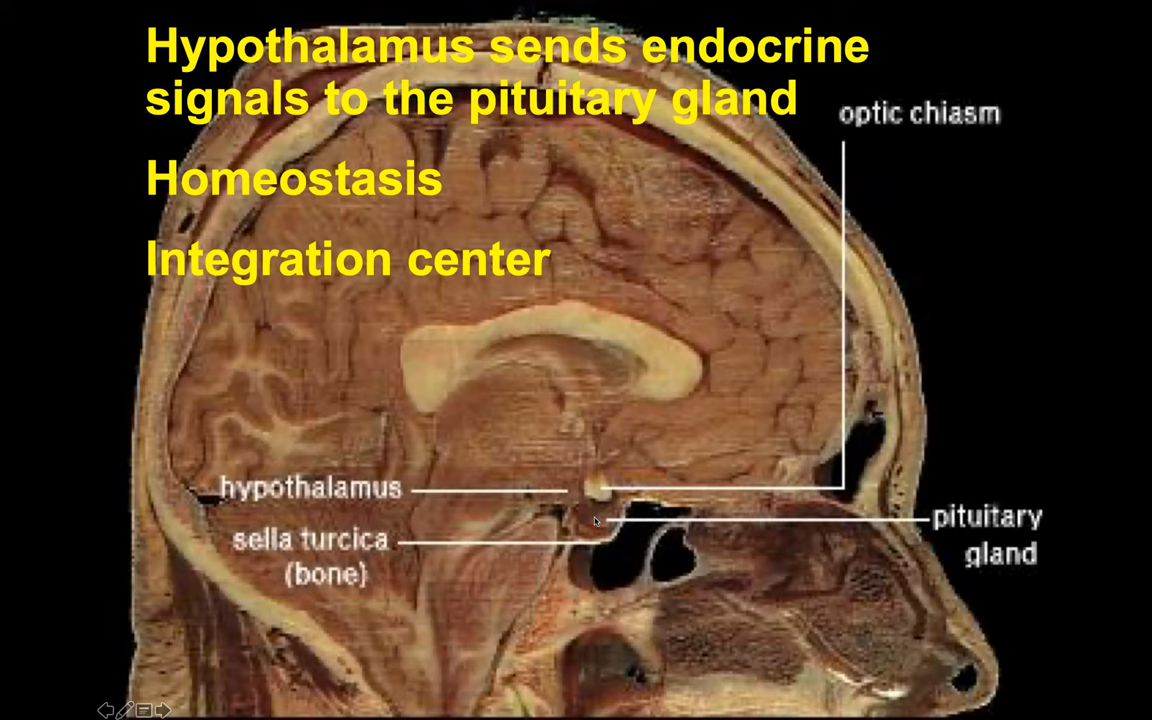 Hypothalamus sends endocrine
signals to the pituitary gland
Homeostasis
Integration center
optic chiasm
hypothalamus
sella turcica
(bone)
pituitary
gland